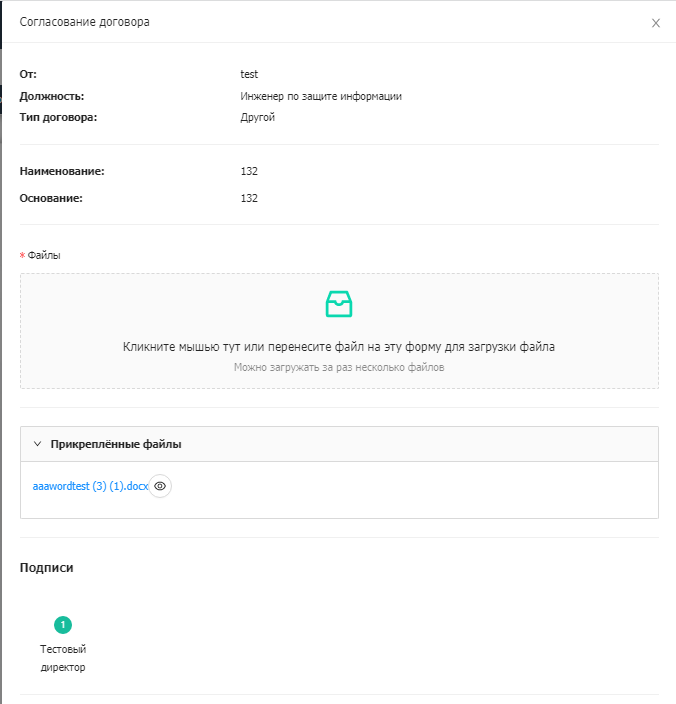 Согласование договора
От: test
Должность: Инженер по защите информации
Тип договора: Другой
Наименование: 132
Основание: 132
* Файлы
Кликните мышью тут или перенесите файл на эту форму для загрузки файла
Можно загружать за раз несколько файлов
Прикреплённые файлы
aaawordtest (3) (1).docx
Подписи
1
Тестовый
директор